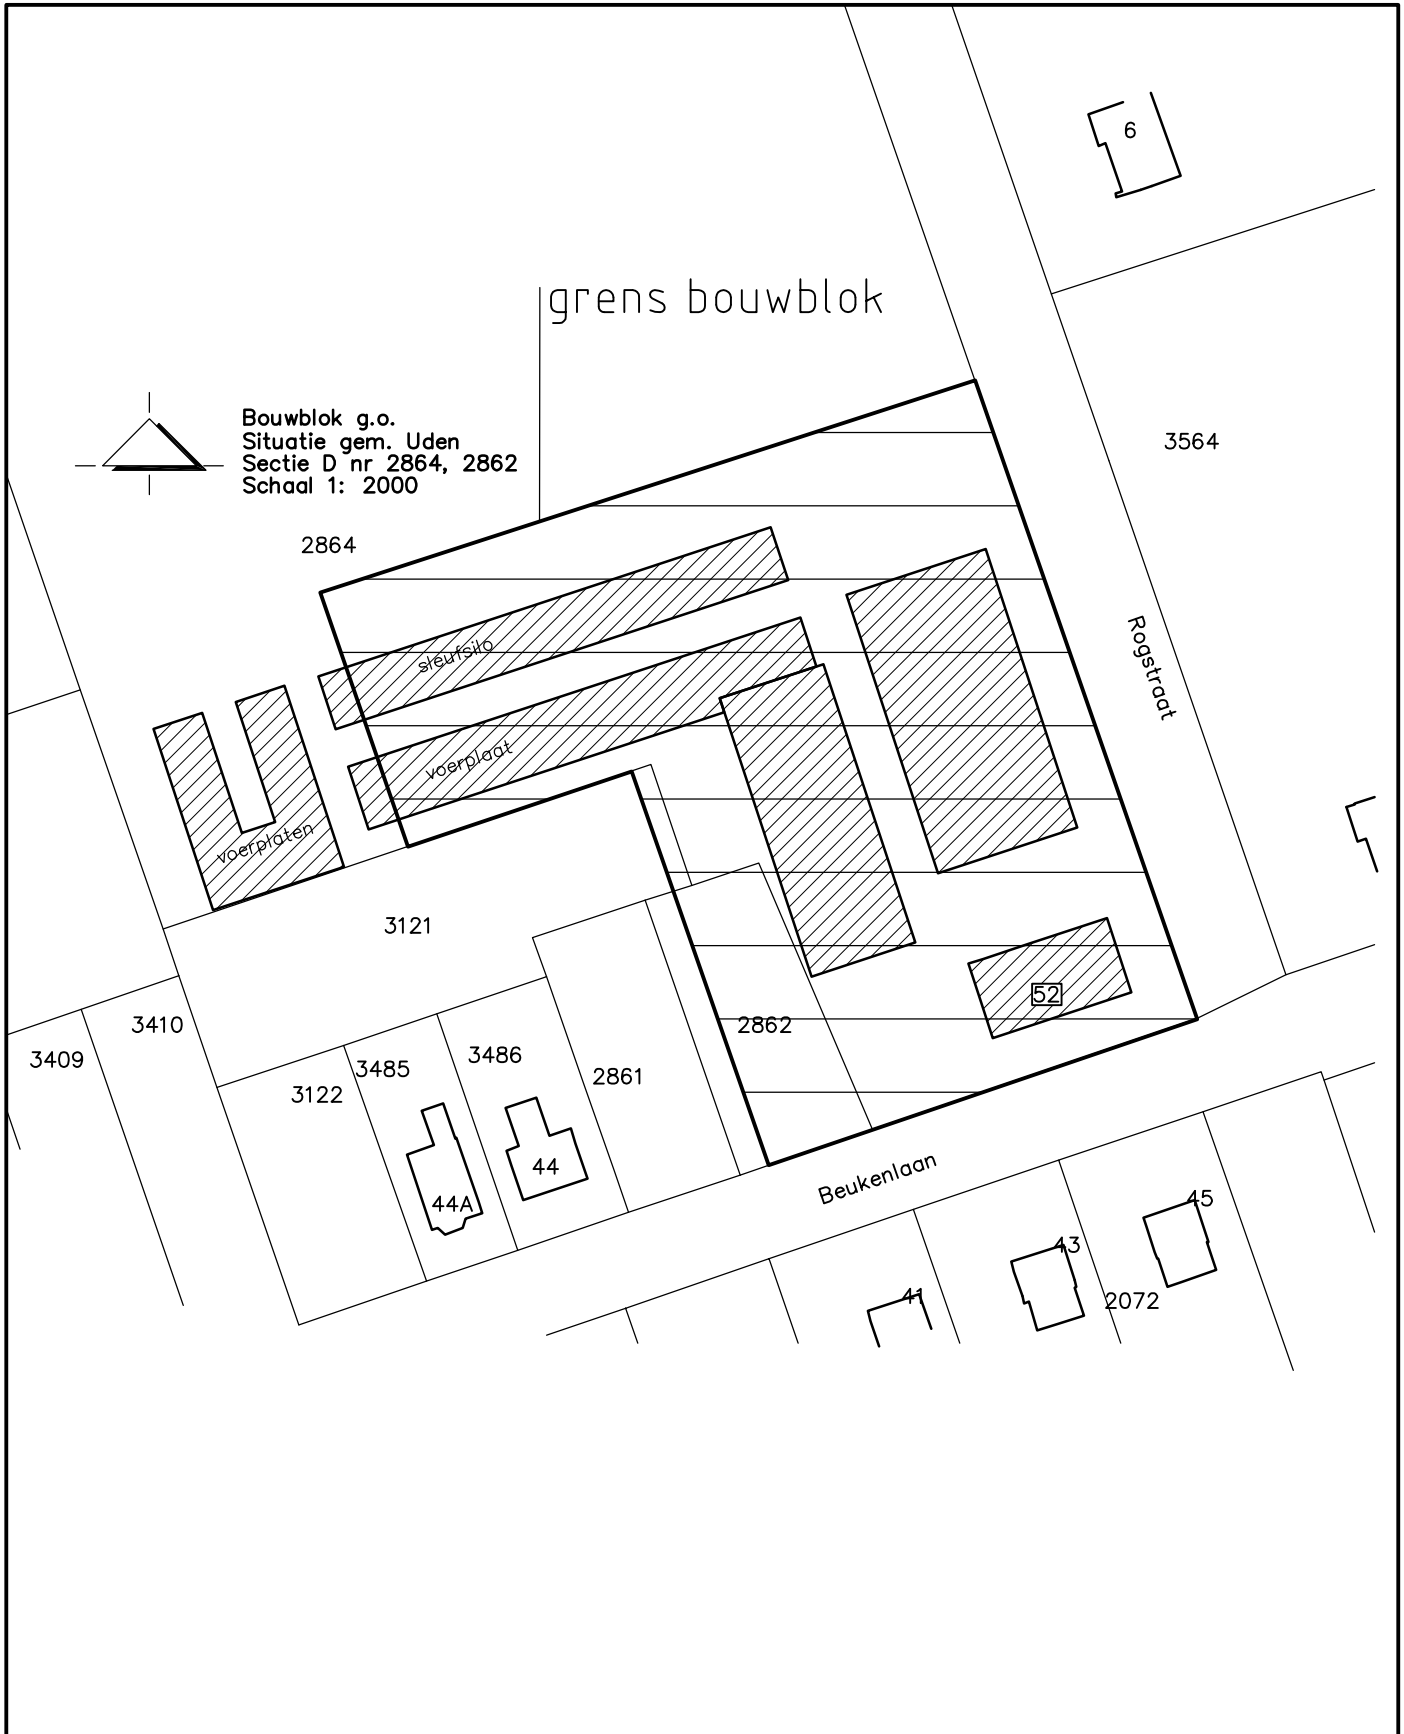 6
grens bouwblok
Bouwblok g.o.
Situatie gem. Uden
Sectie D nr 2864, 2862
Schaal 1: 2000
3564
2864
sleufsilo
Rogstraat
voerplaat
voerplaten
3121
52
3410
2862
3409
3485
3486
2861
3122
44
44A
Beukenlaan
45
43
41
2072